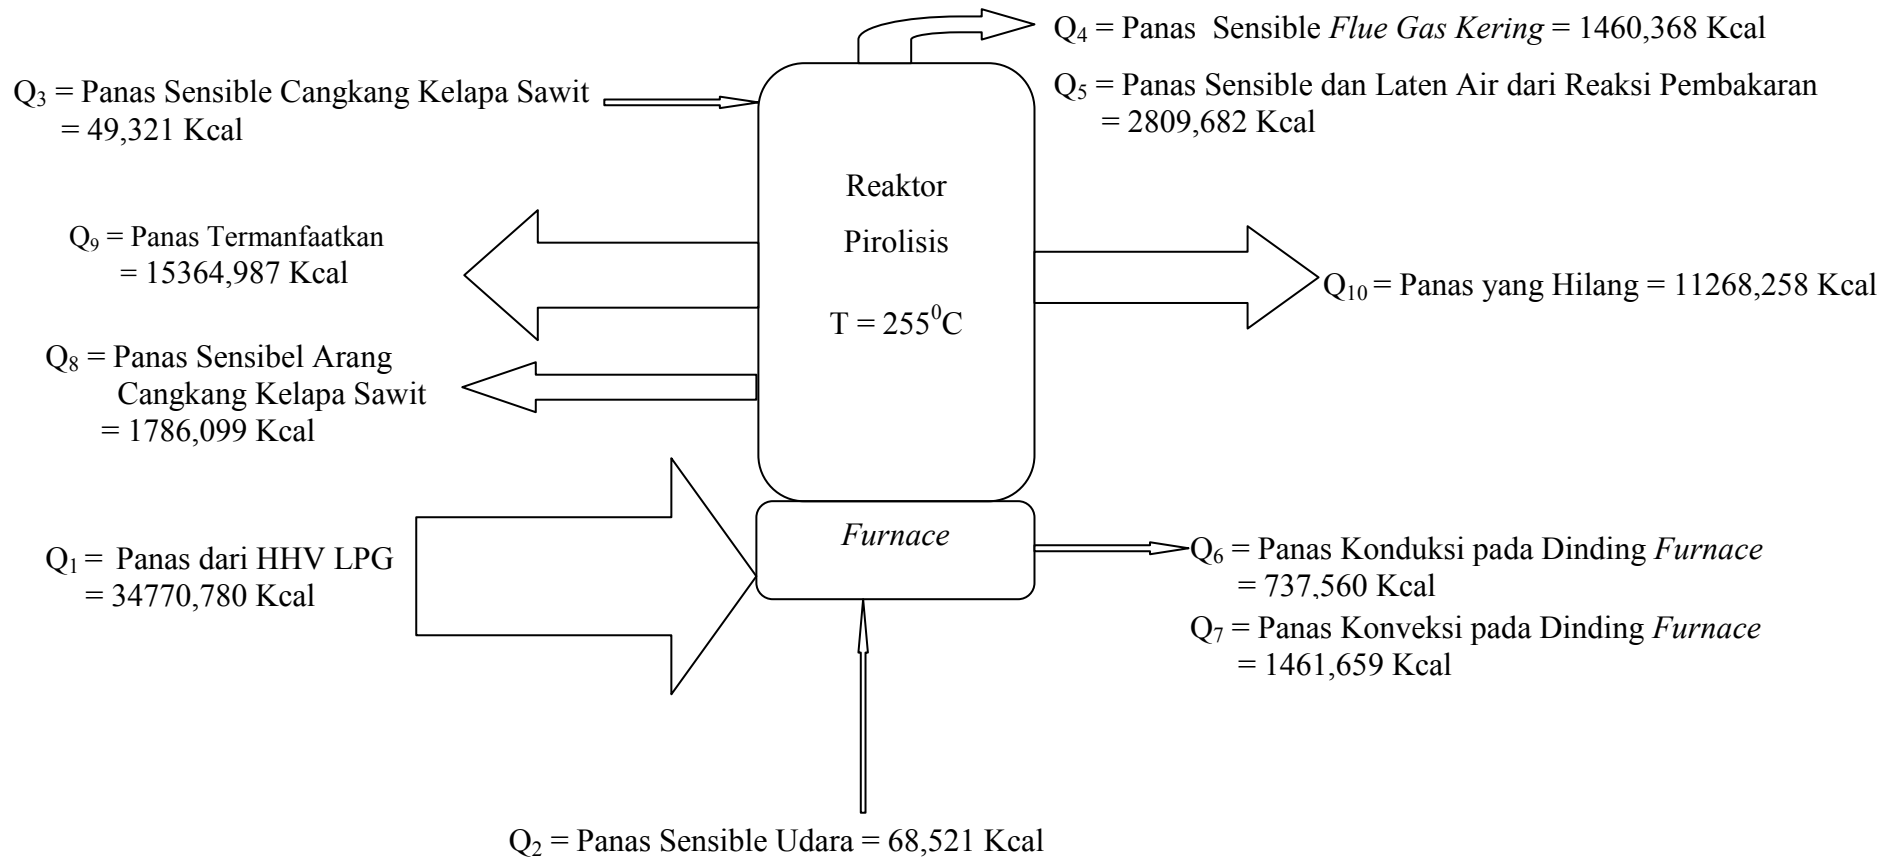 Q₄ = Panas Sensible Flue Gas Kering = 1460,368 Kcal
Q₃ = Panas Sensible Cangkang Kelapa Sawit
= 49,321 Kcal
Q₅ = Panas Sensible dan Laten Air dari Reaksi Pembakaran
= 2809,682 Kcal
Reaktor
Pirolisis
T = 255⁰C
Q₉ = Panas Termanfaatkan
= 15364,987 Kcal
Q₁₀ = Panas yang Hilang = 11268,258 Kcal
Q₈ = Panas Sensibel Arang
Cangkang Kelapa Sawit
= 1786,099 Kcal
Furnace
Q₁ = Panas dari HHV LPG
= 34770,780 Kcal
Q₆ = Panas Konduksi pada Dinding Furnace
= 737,560 Kcal
Q₇ = Panas Konveksi pada Dinding Furnace
= 1461,659 Kcal
Q₂ = Panas Sensible Udara = 68,521 Kcal